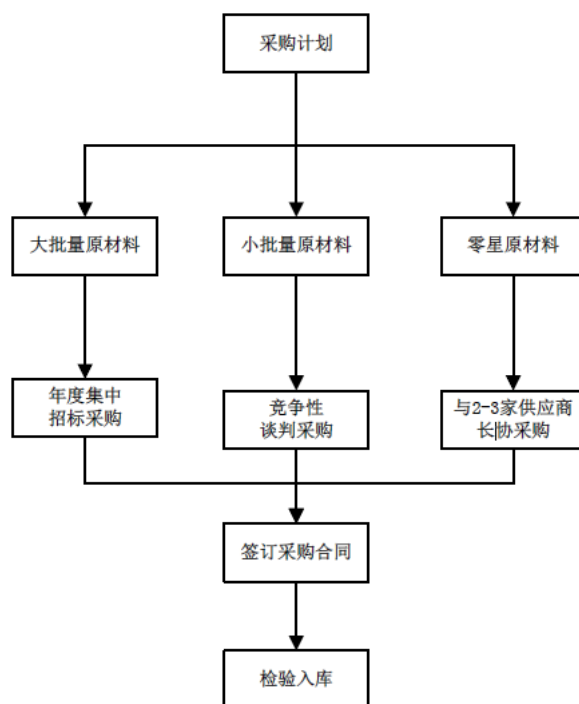 采购计划
大批量原材料
小批量原材料
零星原材料
年度集中
招标采购
竞争性
谈判采购
与2-3家供应商
长协采购
签订采购合同
检验入库